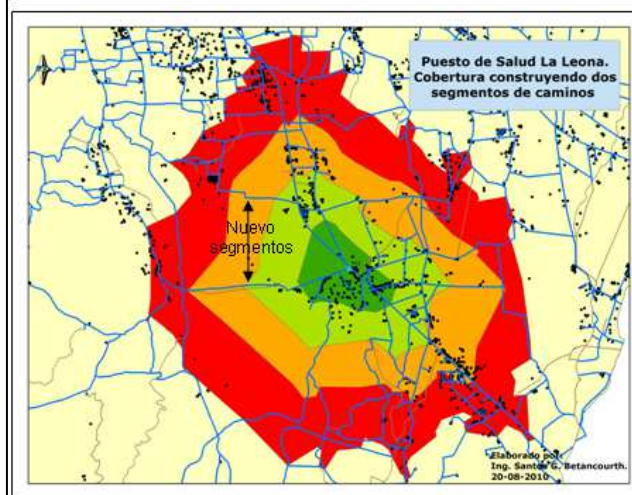 Puesto de Salud La Leona.
Cobertura construyendo dos
segmentos de caminos
Nuevo
segmentos
Elaborado por:
Ing. Santos G. Betancourth.
20-08-2010